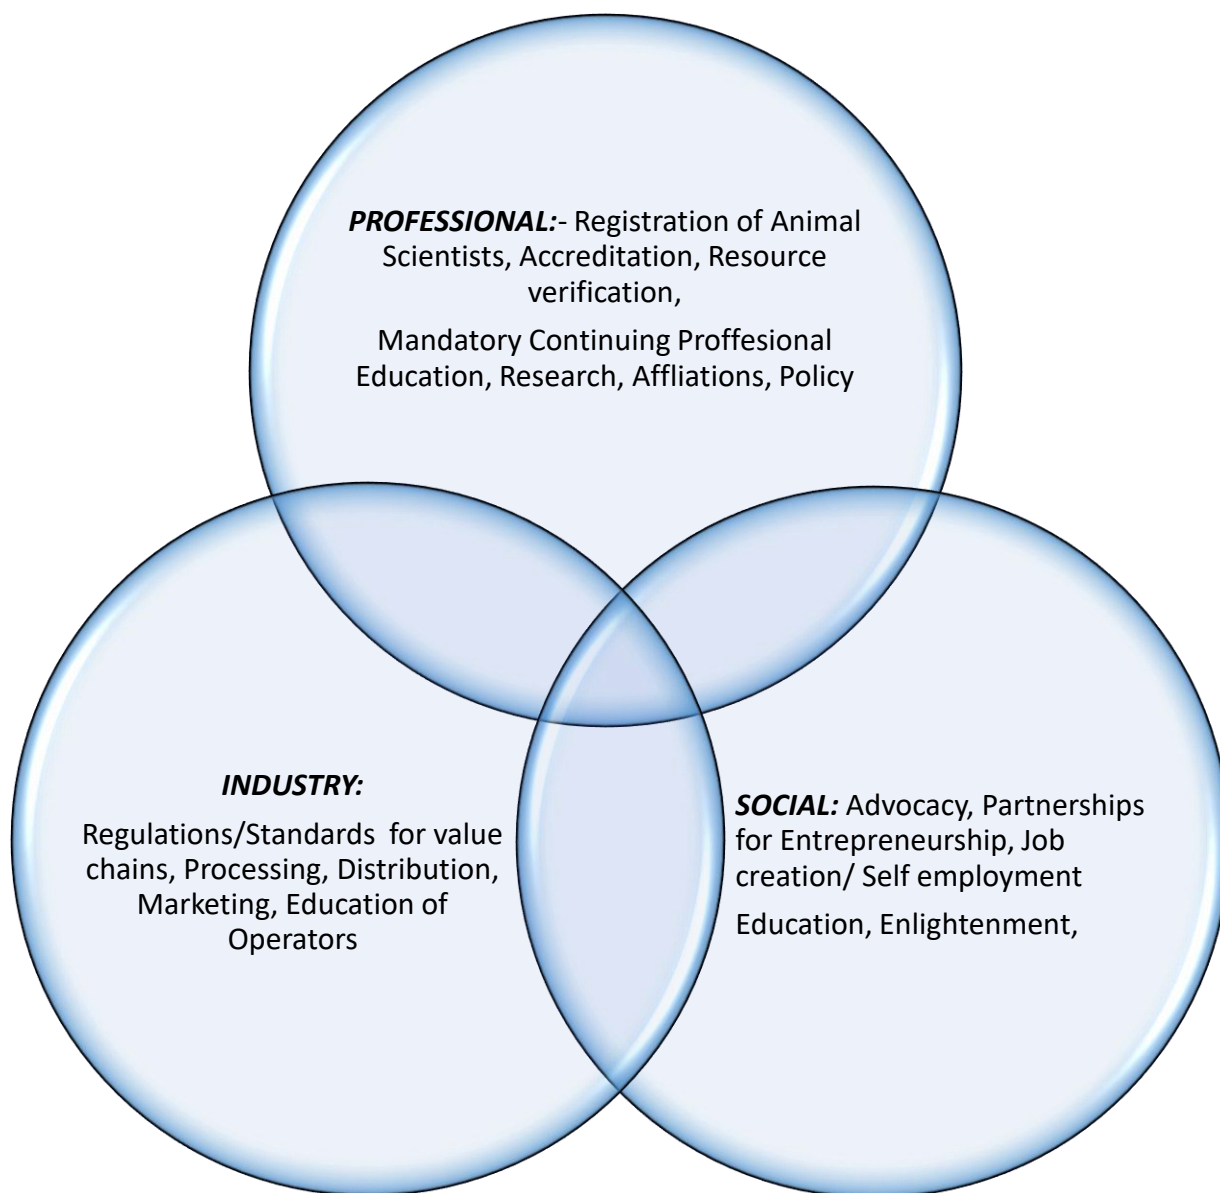 PROFESSIONAL:- Registration of Animal
Scientists, Accreditation, Resource
verification,
Mandatory Continuing Proffesional
Education, Research, Affliations, Policy
INDUSTRY:
Regulations/Standards for value
chains, Processing, Distribution,
Marketing, Education of
Operators
SOCIAL: Advocacy, Partnerships
for Entrepreneurship, Job
creation/ Self employment
Education, Enlightenment,